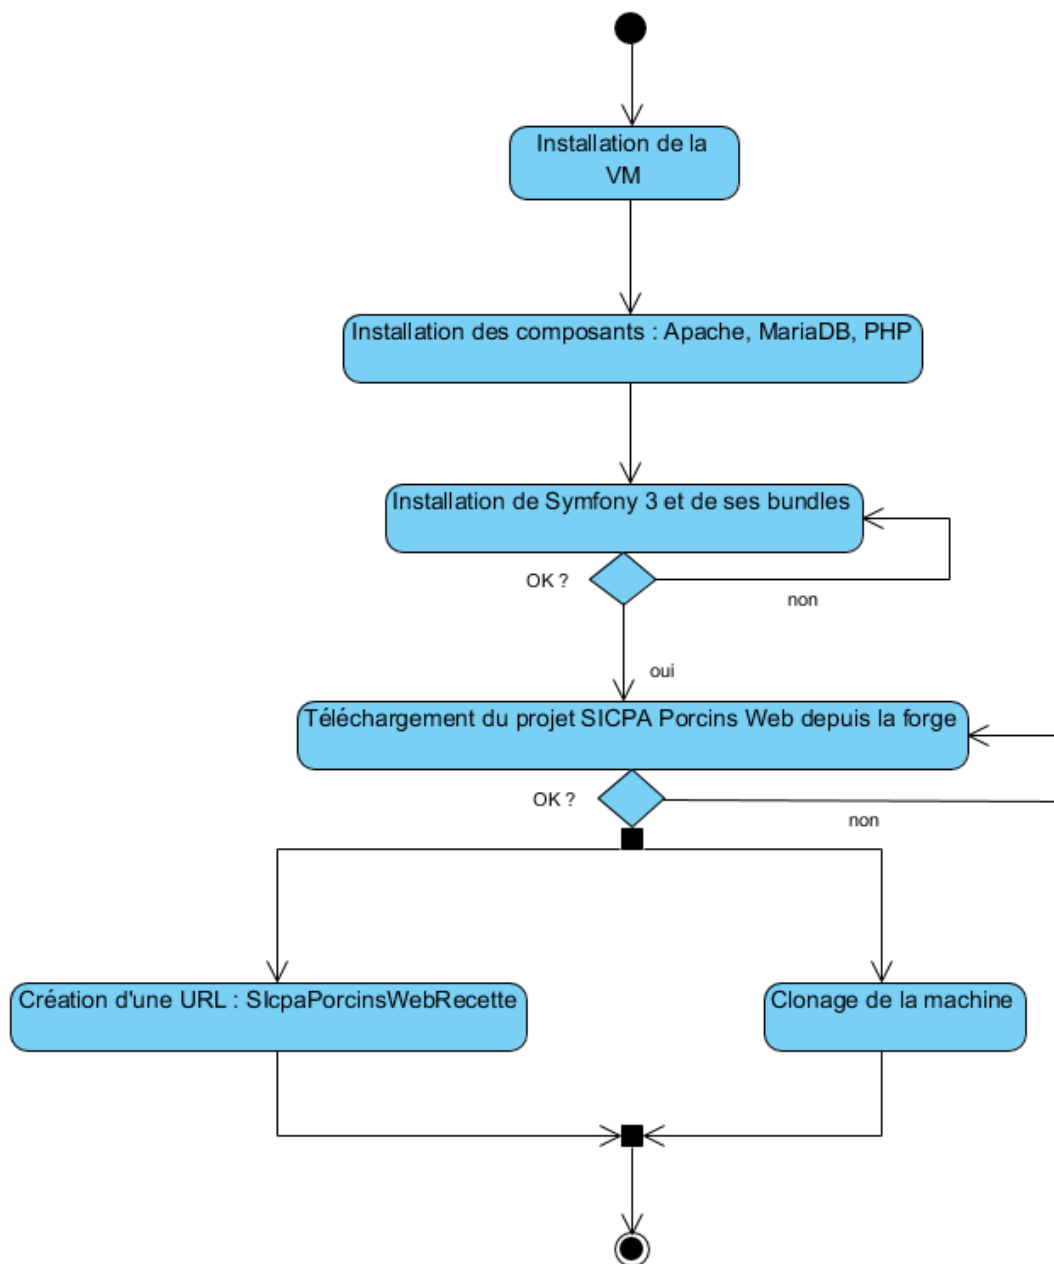 Installation de la
VM
Installation des composants : Apache, MariaDB, PHP
Installation de Symfony 3 et de ses bundles
OK ?
non
oui
Téléchargement du projet SICPA Porcins Web depuis la forge
OK ?
non
Création d'une URL : SIcpaPorcinsWebRecette
Clonage de la machine